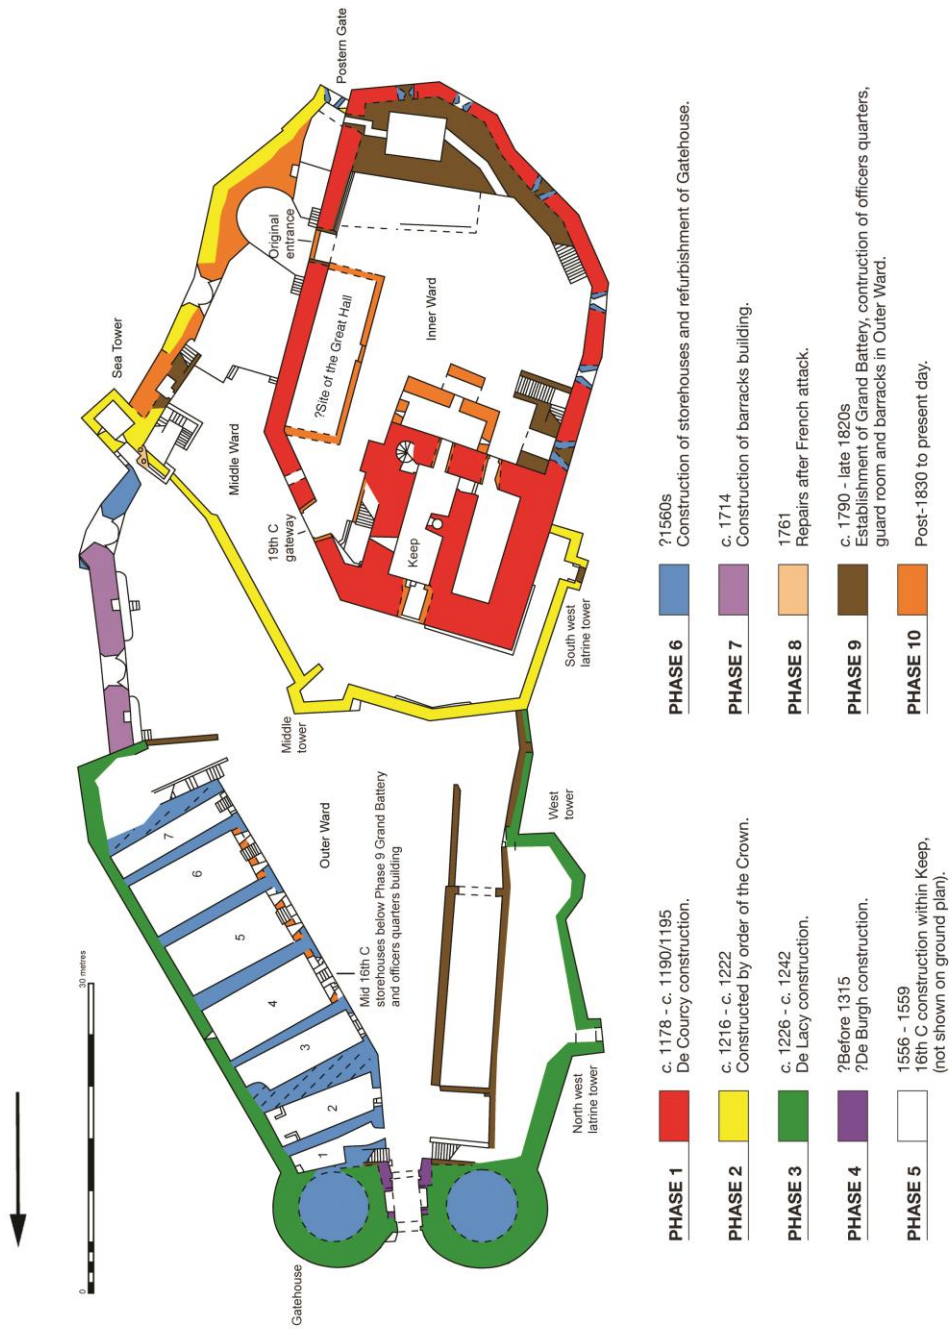 Postern Gate
Sea Tower
Original
entrance
Middle Ward
?Site of the Great Hall
Inner Ward
19th C
gateway
Keep
South west
latrine tower
Middle
tower
Outer Ward
West
tower
Mid 16th C
storehouses below Phase 9 Grand Battery
and officers quarters building
7
6
5
4
3
2
1
North west
latrine tower
Gatehouse
0
30 metres
PHASE 1
c. 1178 - c. 1190/1195
De Courcy construction.
PHASE 2
c. 1216 - c. 1222
Constructed by order of the Crown.
PHASE 3
c. 1226 - c. 1242
De Lacy construction.
PHASE 4
?Before 1315
?De Burgh construction.
PHASE 5
1556 - 1559
16th C construction within Keep,
(not shown on ground plan).
PHASE 6
?1560s
Construction of storehouses and refurbishment of Gatehouse.
PHASE 7
c. 1714
Construction of barracks building.
PHASE 8
1761
Repairs after French attack.
PHASE 9
c. 1790 - late 1820s
Establishment of Grand Battery, contruction of officers quarters,
guard room and barracks in Outer Ward.
PHASE 10
Post-1830 to present day.